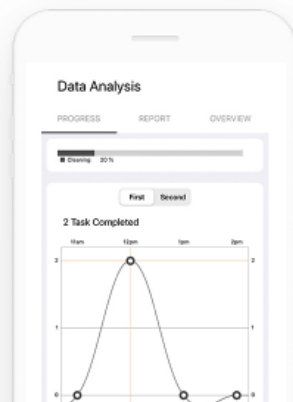 Data Analysis
PROGRESS REPORT OVERVIEW
Cleaning 20%
First Second
2 Task Completed
11am 12pm 1pm 2pm
2 2
1 1
0 0